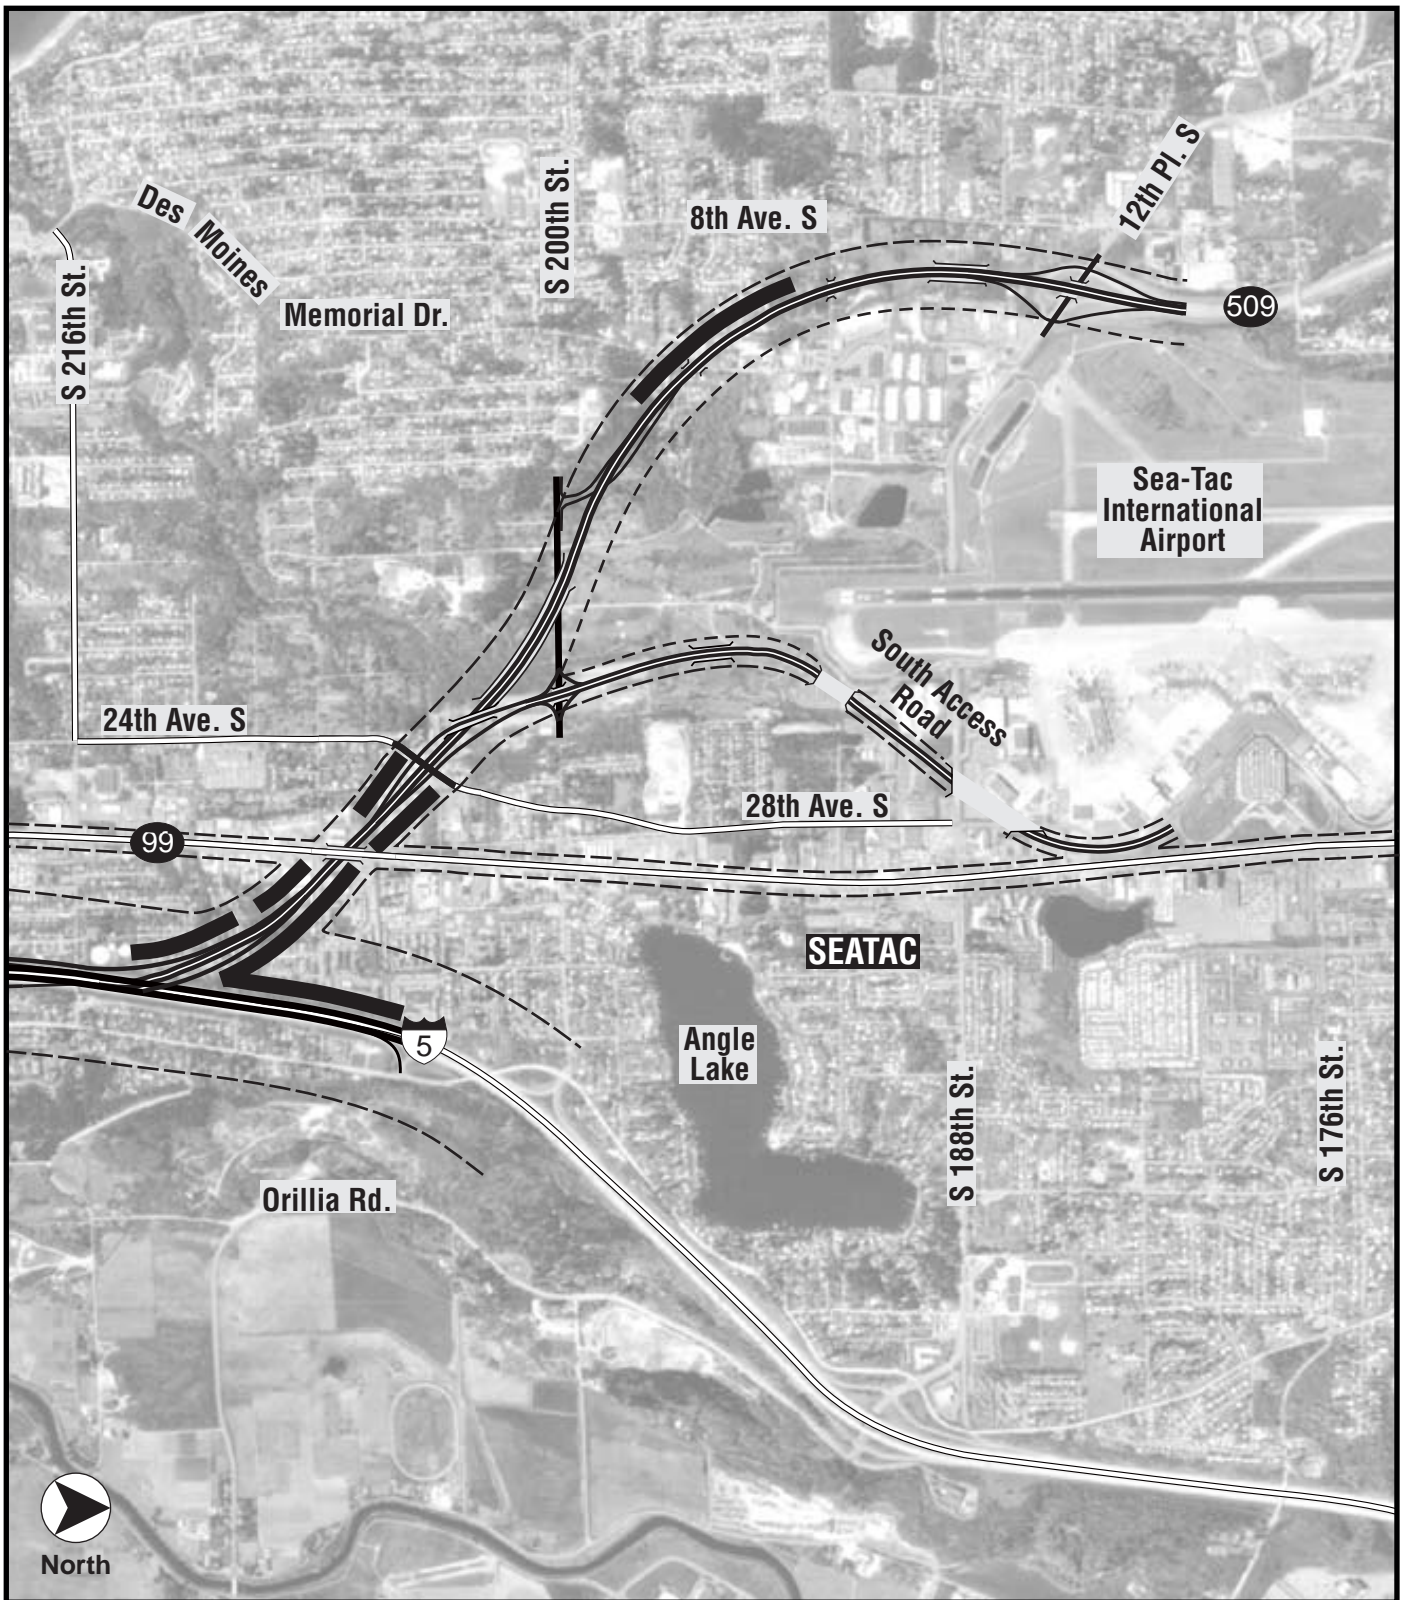 12th Pl. S
S 200th St.
8th Ave. S
Des Moines
Memorial Dr.
S 216th St.
509
Sea-Tac
International
Airport
South Access
Road
24th Ave. S
28th Ave. S
99
SEATAC
5
Angle
Lake
S 188th St.
S 176th St.
Orillia Rd.
North